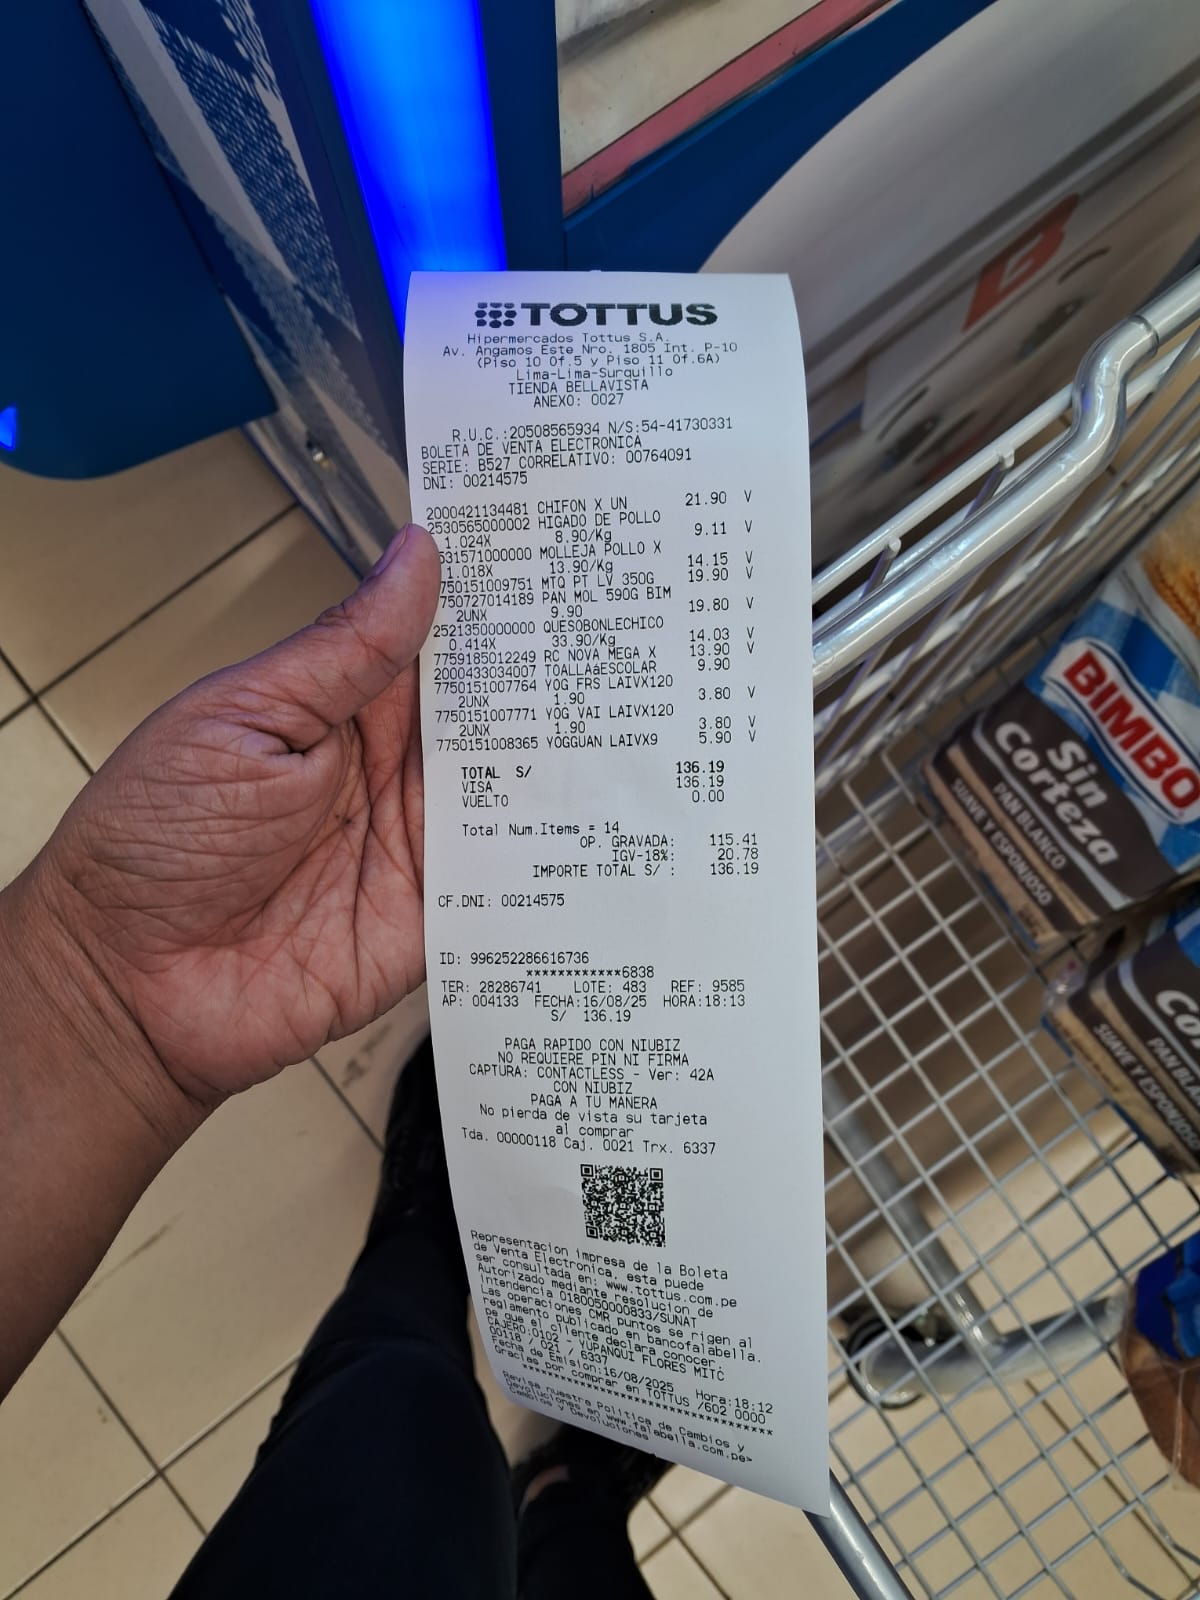 TOTTUS
Hipermercados Tottus S.A.
Av. Angamos Este Nro. 1805 Int. P-10
(Piso 10 Of.5 y Piso 11 Of.6A)
Lima-Lima-Surquillo
TIENDA BELLAVISTA
ANEXO: 0027
R.U.C.:20508565934 N/S:54-41730331
BOLETA DE VENTA ELECTRONICA
SERIE: B527 CORRELATIVO: 00764091
DNI: 00214575
2000421134481 CHIFON X UN 21.90 V
2530565000002 HIGADO DE POLLO
1.024X 8.90/Kg 9.11 V
531571000000 MOLLEJA POLLO X
1.018X 13.90/Kg 14.15 V
750151009751 MTQ PT LV 350G 19.90 V
750727014189 PAN MOL 590G BIM
2UNX 9.90 19.80 V
2521350000000 QUESOBONLECHICO
0.414X 33.90/Kg 14.03 V
7759185012249 RC NOVA MEGA X 13.90 V
2000433034007 TOALLAáESCOLAR 9.90
7750151007764 YOG FRS LAIVX120
2UNX 1.90 3.80 V
7750151007771 YOG VAI LAIVX120
2UNX 1.90 3.80 V
7750151008365 YOGGUAN LAIVX9 5.90 V
TOTAL S/ 136.19
VISA 136.19
VUELTO 0.00
Total Num.Items = 14
OP. GRAVADA: 115.41
IGV-18%: 20.78
IMPORTE TOTAL S/ : 136.19
CF.DNI: 00214575
ID: 996252286616736
************6838
TER: 28286741 LOTE: 483 REF: 9585
AP: 004133 FECHA:16/08/25 HORA:18:13
S/ 136.19
PAGA RAPIDO CON NIUBIZ
NO REQUIERE PIN NI FIRMA
CAPTURA: CONTACTLESS - Ver: 42A
CON NIUBIZ
PAGA A TU MANERA
No pierda de vista su tarjeta
al comprar
Tda. 00000118 Caj. 0021 Trx. 6337
Representacion impresa de la Boleta
de Venta Electronica, esta puede
ser consultada en: www.tottus.com.pe
Autorizado mediante resolucion de
Intendencia 0180050000833/SUNAT
Las operaciones CMR puntos se rigen al
reglamento publicado en bancofalabella.
pe que el cliente declara conocer.
CAJERO:0102 - YUPANQUI FLORES MITC
00118 / 021 / 6337
Fecha de Emision:16/08/2025 Hora:18:12
Gracias por comprar en TOTTUS /602 0000
***********************************
Revisa nuestra Politica de Cambios y
Devoluciones en www.falabella.com.pe>
Cambios y Devoluciones
BIMBO
Sin
Corteza
PAN BLANCO
SUAVE Y ESPONJOSO
SUAVE Y ESPONJOSO